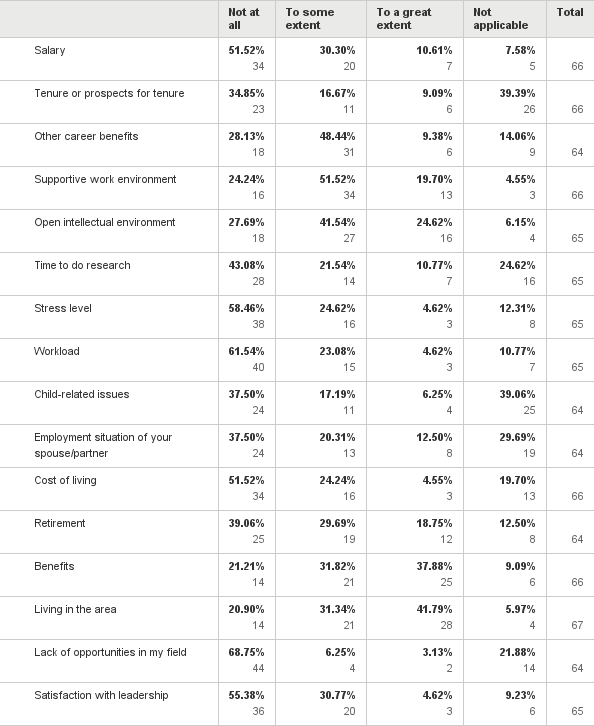 Not at all To some extent To a great extent Not applicable Total
Salary 51.52% 30.30% 10.61% 7.58%
34 20 7 5 66
Tenure or prospects for tenure 34.85% 16.67% 9.09% 39.39%
23 11 6 26 66
Other career benefits 28.13% 48.44% 9.38% 14.06%
18 31 6 9 64
Supportive work environment 24.24% 51.52% 19.70% 4.55%
16 34 13 3 66
Open intellectual environment 27.69% 41.54% 24.62% 6.15%
18 27 16 4 65
Time to do research 43.08% 21.54% 10.77% 24.62%
28 14 7 16 65
Stress level 58.46% 24.62% 4.62% 12.31%
38 16 3 8 65
Workload 61.54% 23.08% 4.62% 10.77%
40 15 3 7 65
Child-related issues 37.50% 17.19% 6.25% 39.06%
24 11 4 25 64
Employment situation of your 37.50% 20.31% 12.50% 29.69%
spouse/partner 24 13 8 19 64
Cost of living 51.52% 24.24% 4.55% 19.70%
34 16 3 13 66
Retirement 39.06% 29.69% 18.75% 12.50%
25 19 12 8 64
Benefits 21.21% 31.82% 37.88% 9.09%
14 21 25 6 66
Living in the area 20.90% 31.34% 41.79% 5.97%
14 21 28 4 67
Lack of opportunities in my field 68.75% 6.25% 3.13% 21.88%
44 4 2 14 64
Satisfaction with leadership 55.38% 30.77% 4.62% 9.23%
36 20 3 6 65